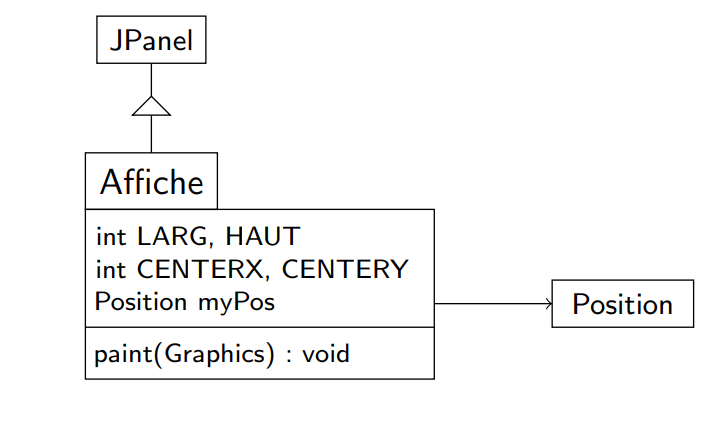 JPanel
Affiche
int LARG, HAUT
int CENTERX, CENTERY
Position myPos
Position
paint(Graphics) : void